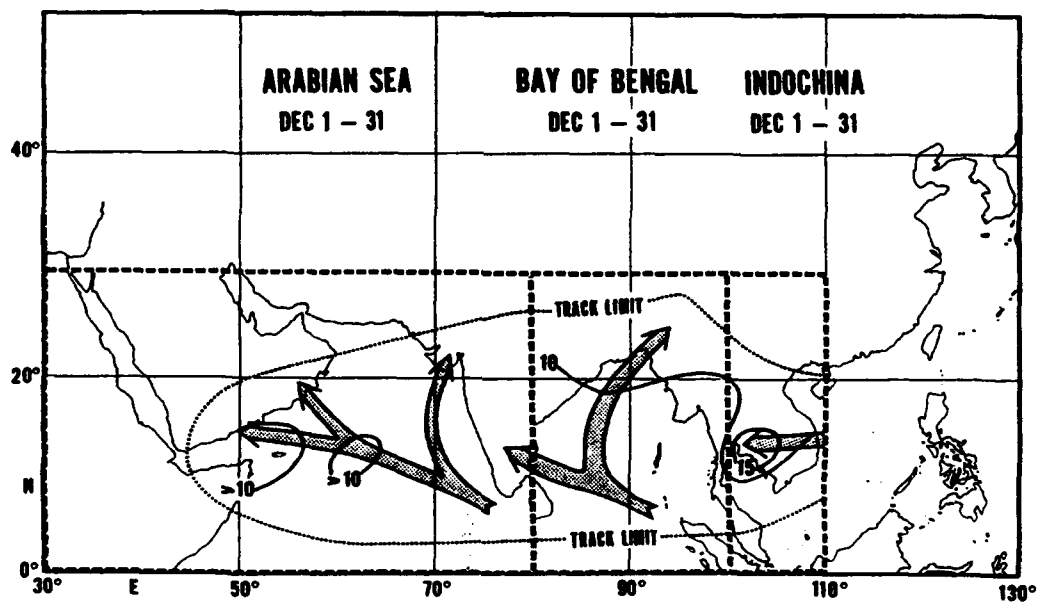 ARABIAN SEA
DEC 1 – 31
BAY OF BENGAL
DEC 1 – 31
INDOCHINA
DEC 1 – 31
40°
TRACK LIMIT
10
20°
>10
>10
15
N
TRACK LIMIT
0°
30°
E
50°
70°
90°
110°
130°